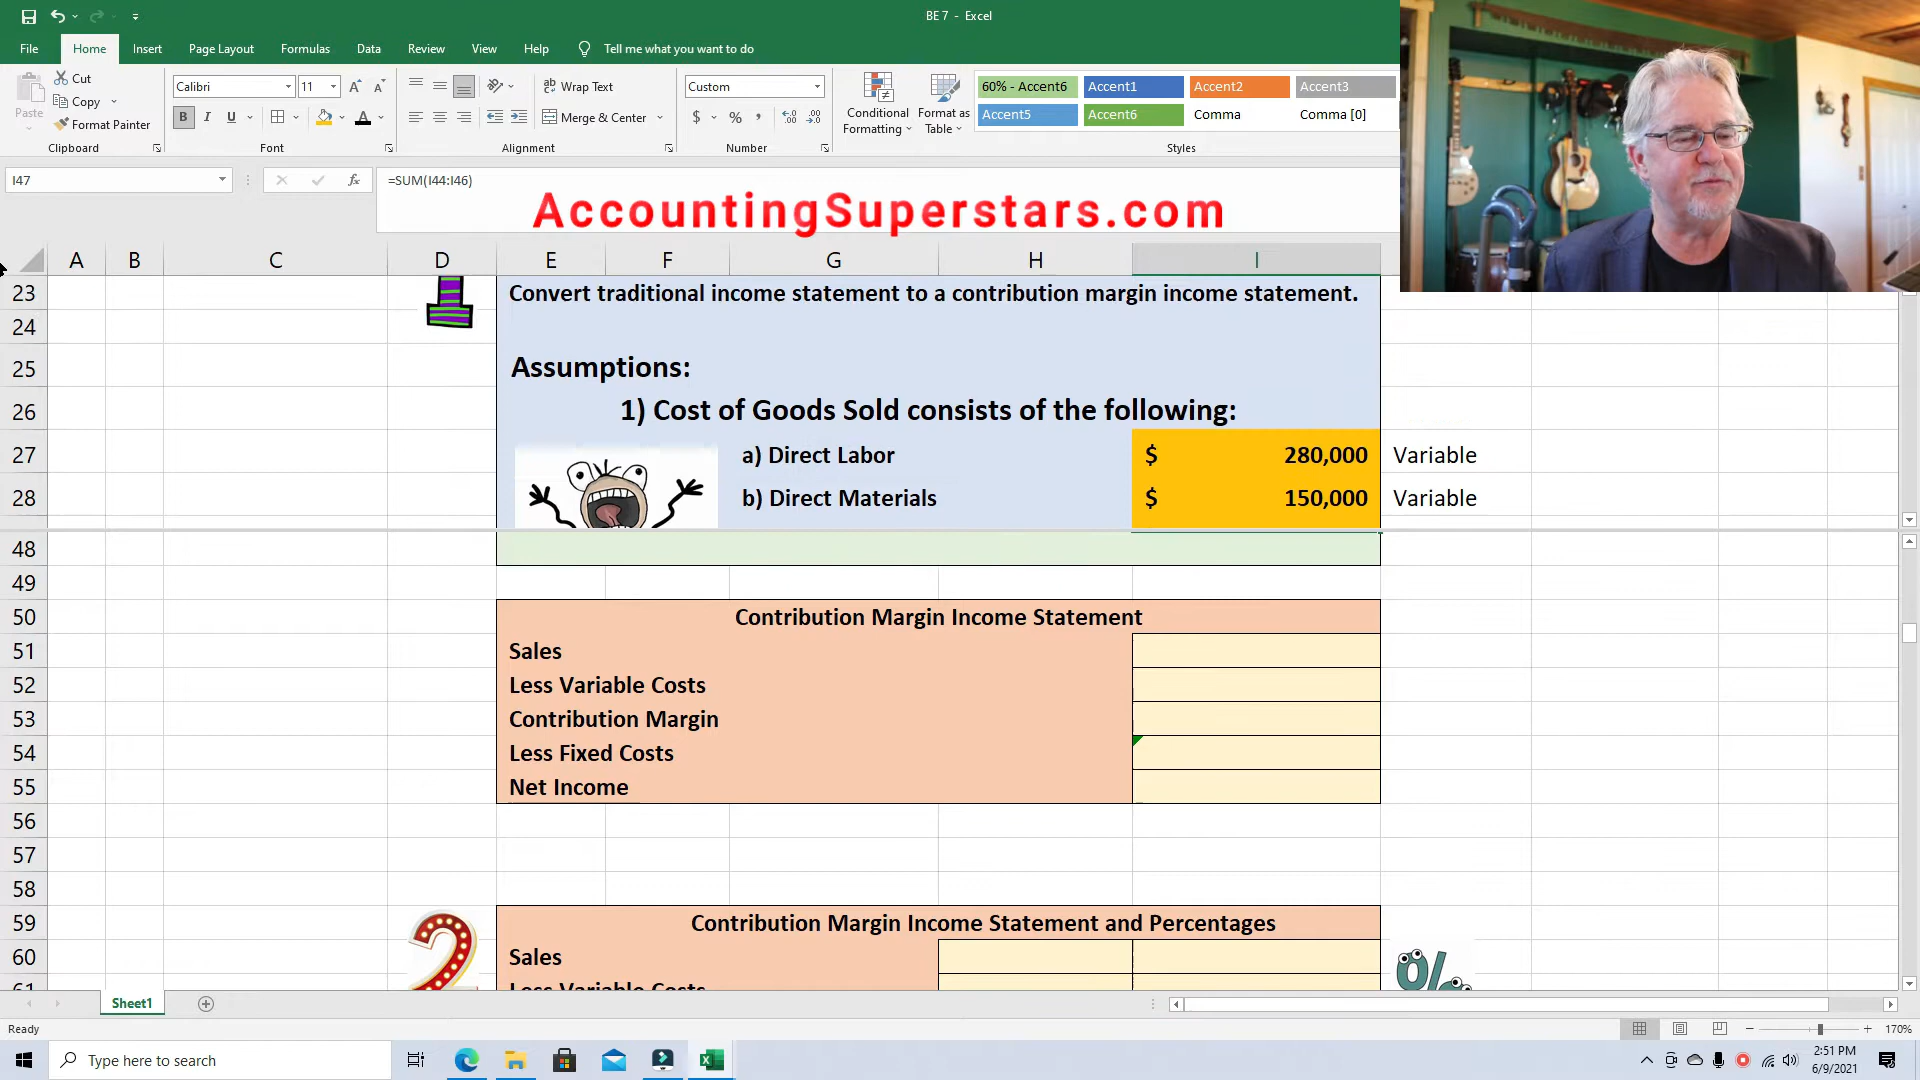 BE 7 - Excel
File Home Insert Page Layout Formulas Data Review View Help Tell me what you want to do
Paste
Cut
Copy
Format Painter
Clipboard
Calibri 11
B I U
Font
Wrap Text
Merge & Center
Alignment
Custom
$ % ,
Number
Conditional Formatting
Format as Table
60% - Accent6 Accent1 Accent2 Accent3
Accent5 Accent6 Comma Comma [0]
Styles
I47 fx =SUM(I44:I46)
AccountingSuperstars.com
A B C D E F G H I
23 Convert traditional income statement to a contribution margin income statement.
24
25 Assumptions:
26 1) Cost of Goods Sold consists of the following:
27 a) Direct Labor $ 280,000 Variable
28 b) Direct Materials $ 150,000 Variable
48
49
50 Contribution Margin Income Statement
51 Sales
52 Less Variable Costs
53 Contribution Margin
54 Less Fixed Costs
55 Net Income
56
57
58
59 Contribution Margin Income Statement and Percentages
2
60 Sales
%
61 Less Variable Costs
Sheet1
Ready
170%
Type here to search
2:51 PM
6/9/2021